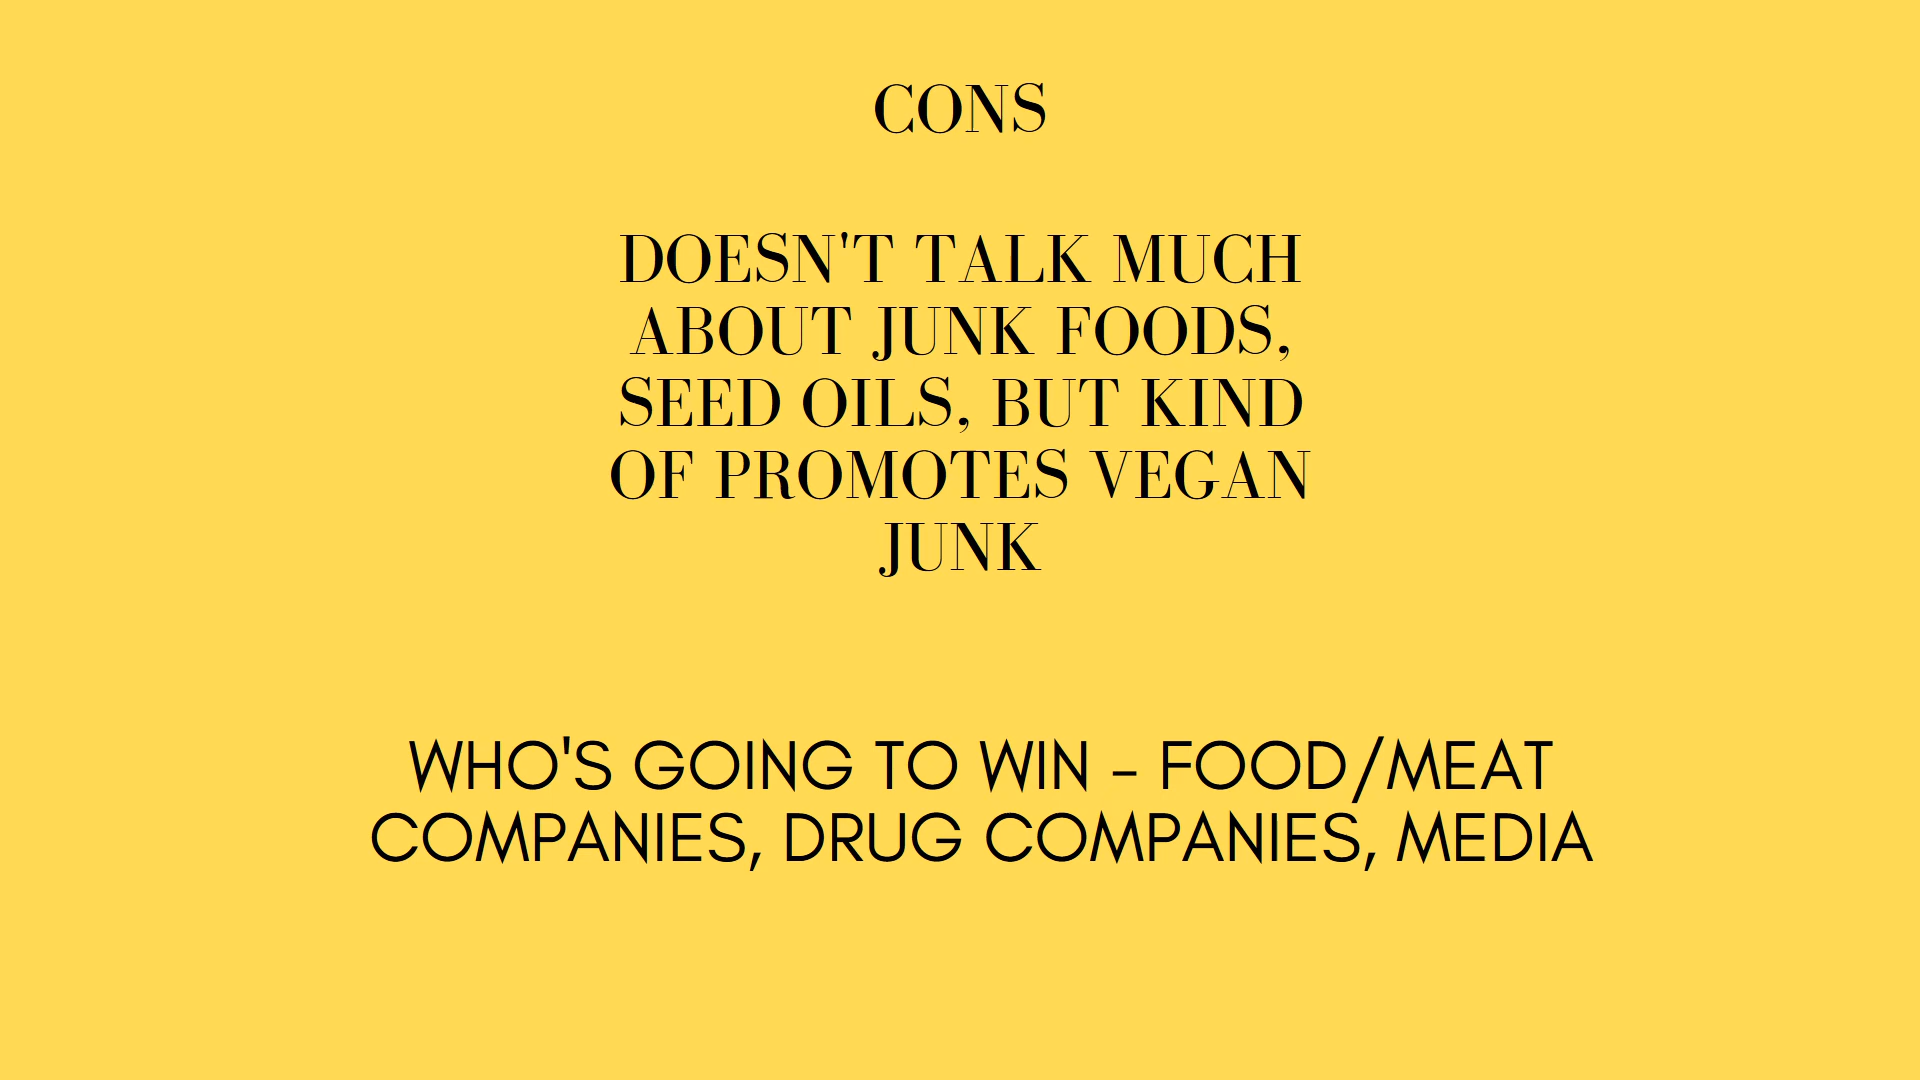 CONS
DOESN'T TALK MUCH
ABOUT JUNK FOODS,
SEED OILS, BUT KIND
OF PROMOTES VEGAN
JUNK
WHO'S GOING TO WIN - FOOD/MEAT
COMPANIES, DRUG COMPANIES, MEDIA